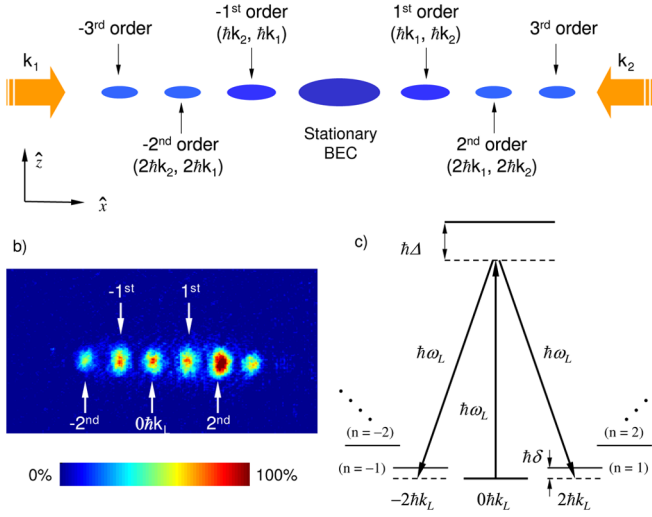 -1st order
(ħk2, ħk1)
1st order
(ħk1, ħk2)
-3rd order
3rd order
k1
k2
Stationary
BEC
-2nd order
(2ħk2, 2ħk1)
2nd order
(2ħk1, 2ħk2)
ẑ
x̂
b)
-1st
1st
-2nd
0ħkL
2nd
0%
100%
c)
ħΔ
ħωL
ħωL
ħωL
(n = -2)
(n = 2)
(n = -1)
ħδ
(n = 1)
-2ħkL
0ħkL
2ħkL